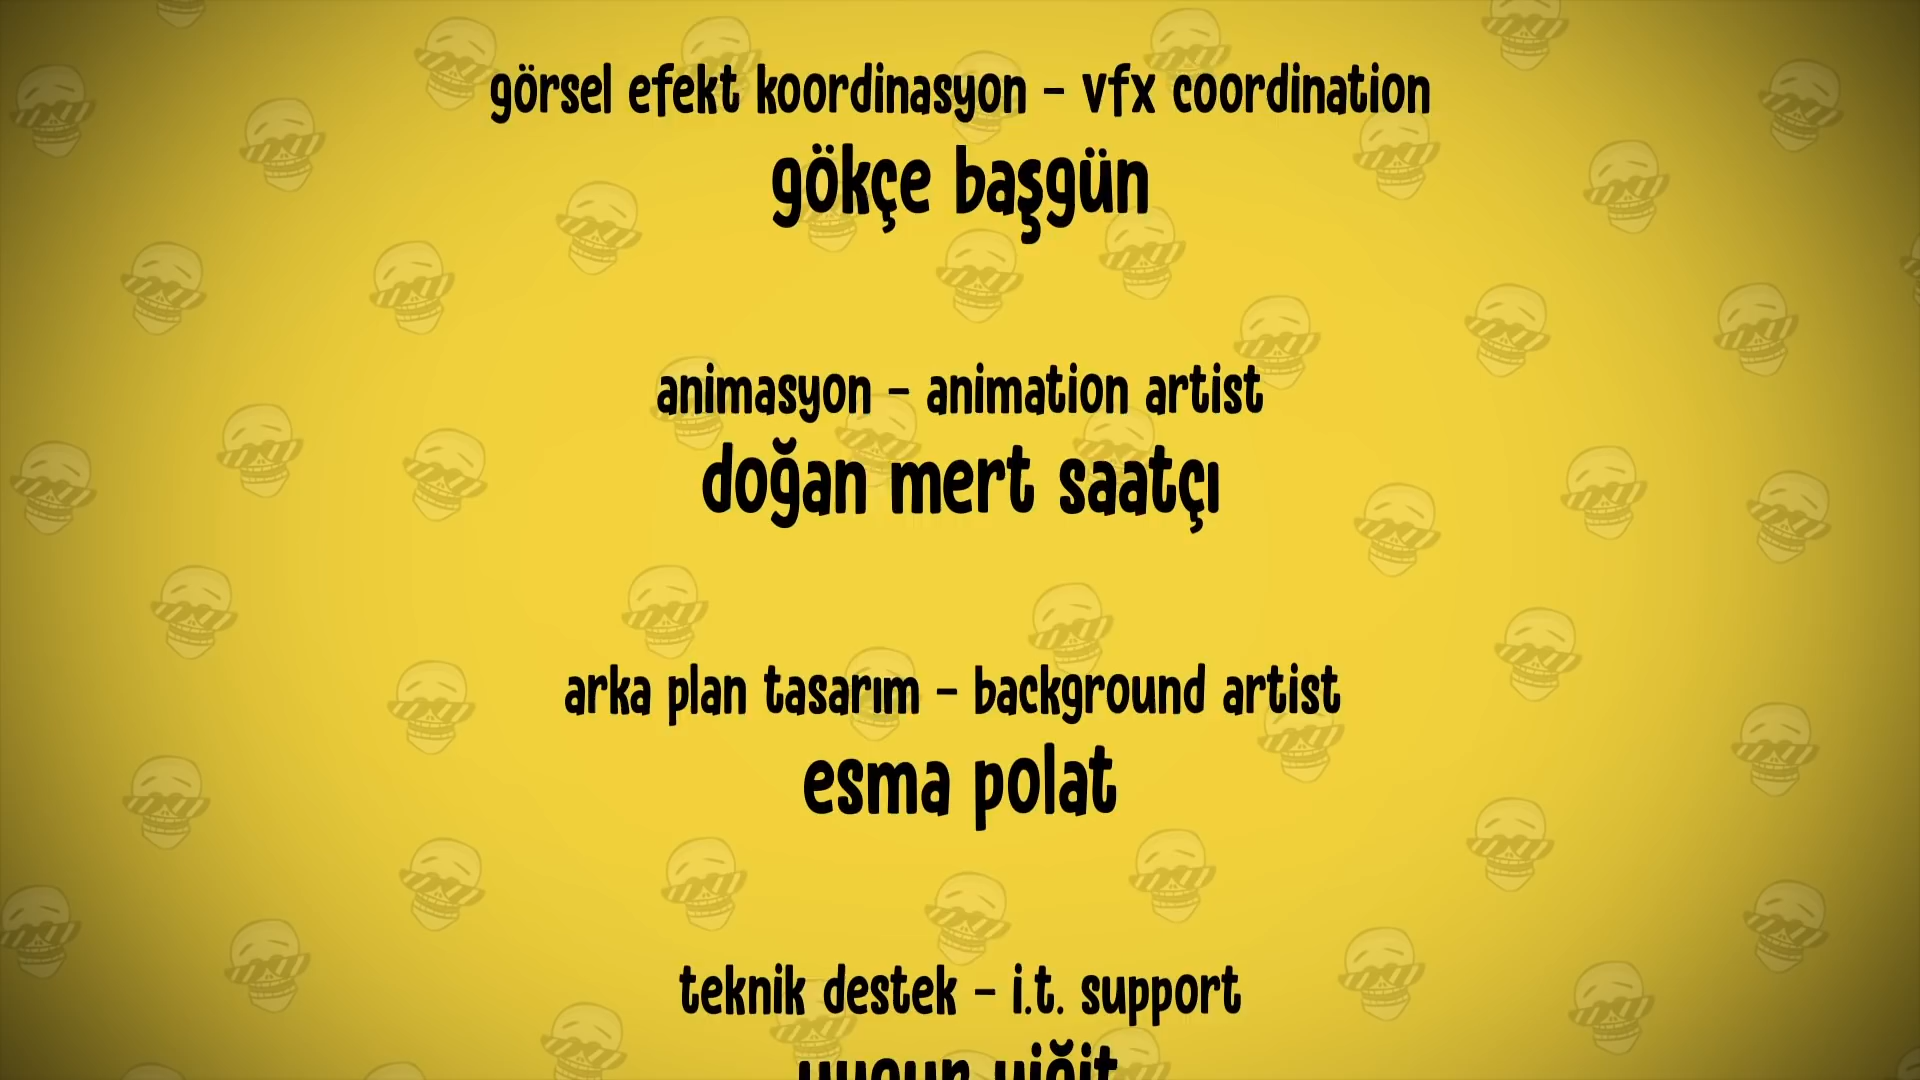 görsel efekt koordinasyon - vfx coordination
gökçe başgün
animasyon - animation artist
doğan mert saatçı
arka plan tasarım - background artist
esma polat
teknik destek - i.t. support
yiğit